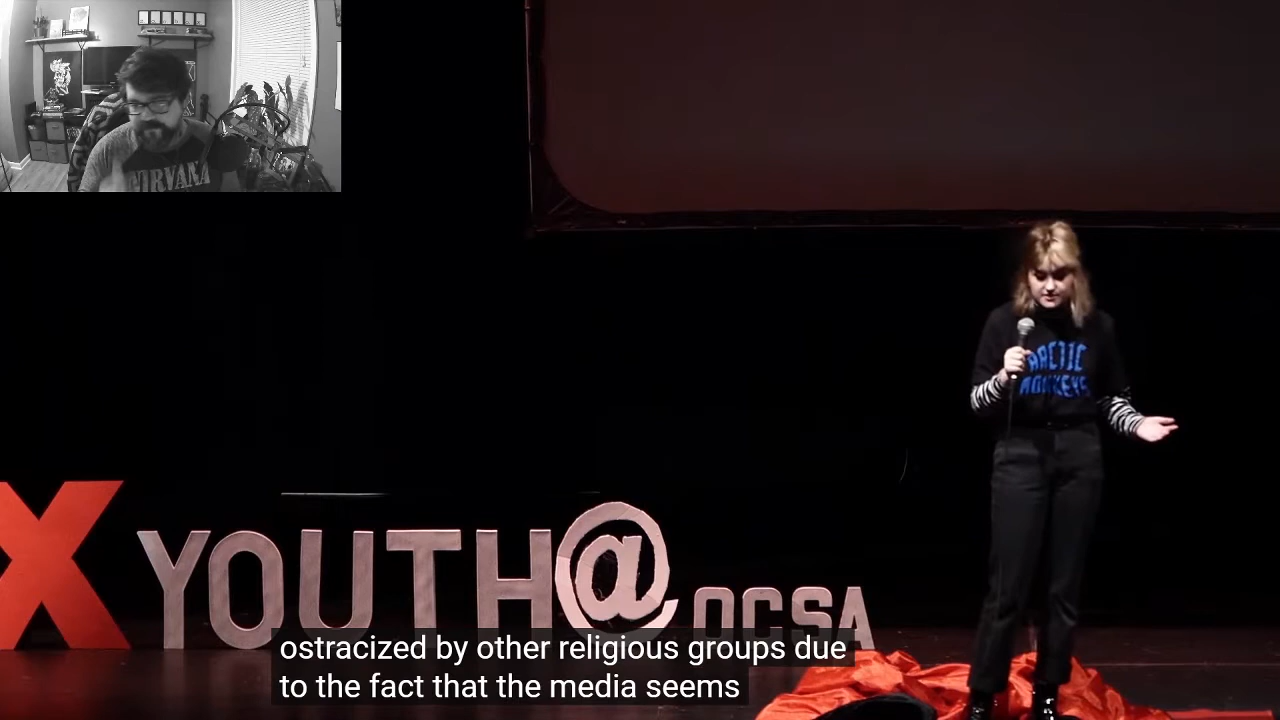 NIRVANA
ARCTIC
MONKEYS
X YOUTH@OCSA
ostracized by other religious groups due
to the fact that the media seems